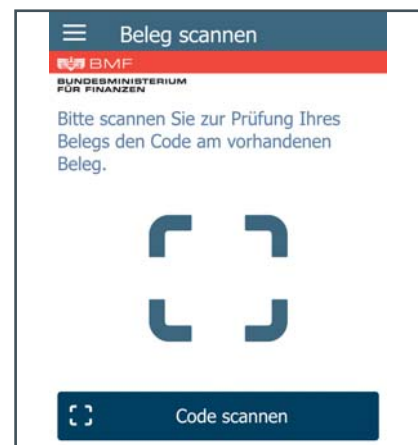 Beleg scannen
BMF
BUNDESMINISTERIUM
FÜR FINANZEN
Bitte scannen Sie zur Prüfung Ihres
Belegs den Code am vorhandenen
Beleg.
Code scannen